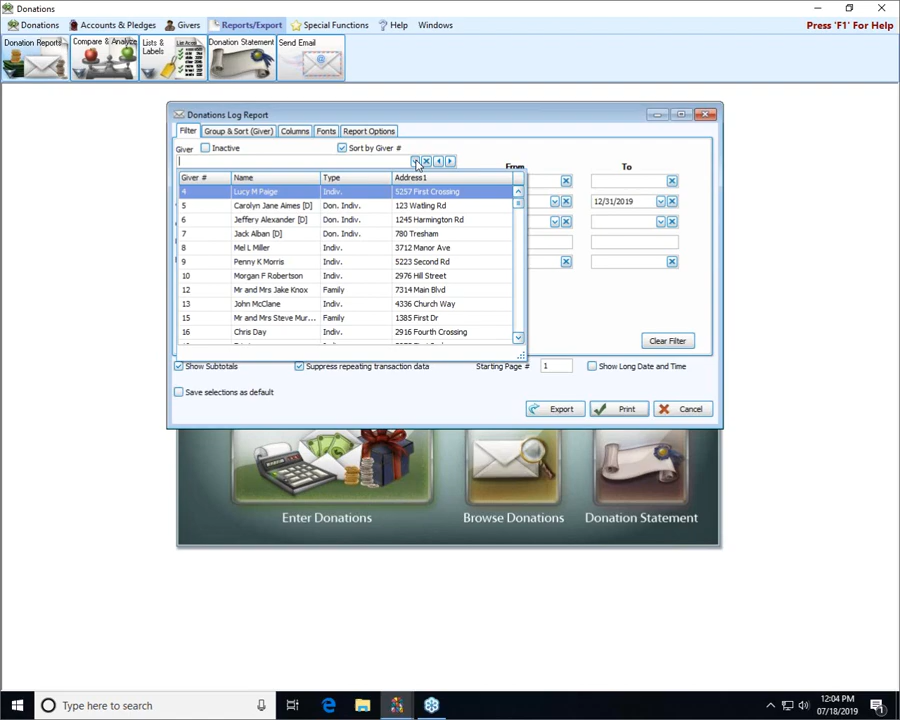 Donations
Donations Accounts & Pledges Givers Reports/Export Special Functions Help Windows Press 'F1' For Help
Donation Reports Compare & Analyze Lists & Labels Donation Statement Send Email
Donations Log Report
Filter Group & Sort (Giver) Columns Fonts Report Options
Giver Inactive Sort by Giver #
From To
Giver # Name Type Address1
4 Lucy M Paige Indiv. 5257 First Crossing
5 Carolyn Jane Aimes [D] Don. Indiv. 123 Watling Rd
12/31/2019
6 Jeffery Alexander [D] Don. Indiv. 1245 Harmington Rd
7 Jack Alban [D] Don. Indiv. 780 Tresham
8 Mel L Miller Indiv. 3712 Manor Ave
9 Penny K Morris Indiv. 5223 Second Rd
10 Morgan F Robertson Indiv. 2976 Hill Street
12 Mr and Mrs Jake Knox Family 7314 Main Blvd
13 John McClane Indiv. 4336 Church Way
15 Mr and Mrs Steve Mur... Family 1385 First Dr
16 Chris Day Indiv. 2916 Fourth Crossing
Clear Filter
Show Subtotals Suppress repeating transaction data Starting Page # 1 Show Long Date and Time
Save selections as default
Export Print Cancel
Enter Donations Browse Donations Donation Statement
Type here to search
12:04 PM
07/18/2019
1